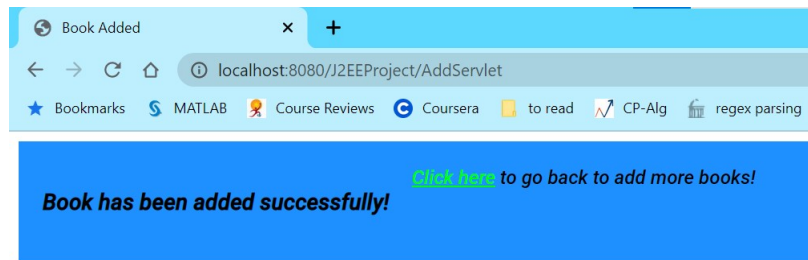 Book Added
localhost:8080/J2EEProject/AddServlet
Bookmarks MATLAB Course Reviews Coursera to read CP-Alg regex parsing
Click here to go back to add more books!
Book has been added successfully!